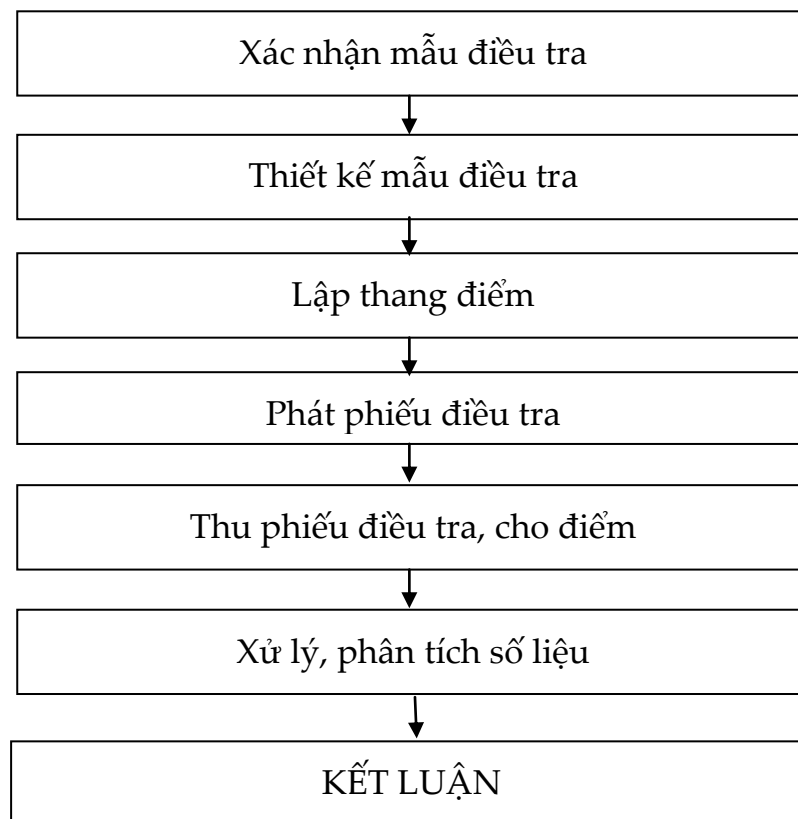 Xác nhận mẫu điều tra
Thiết kế mẫu điều tra
Lập thang điểm
Phát phiếu điều tra
Thu phiếu điều tra, cho điểm
Xử lý, phân tích số liệu
KẾT LUẬN